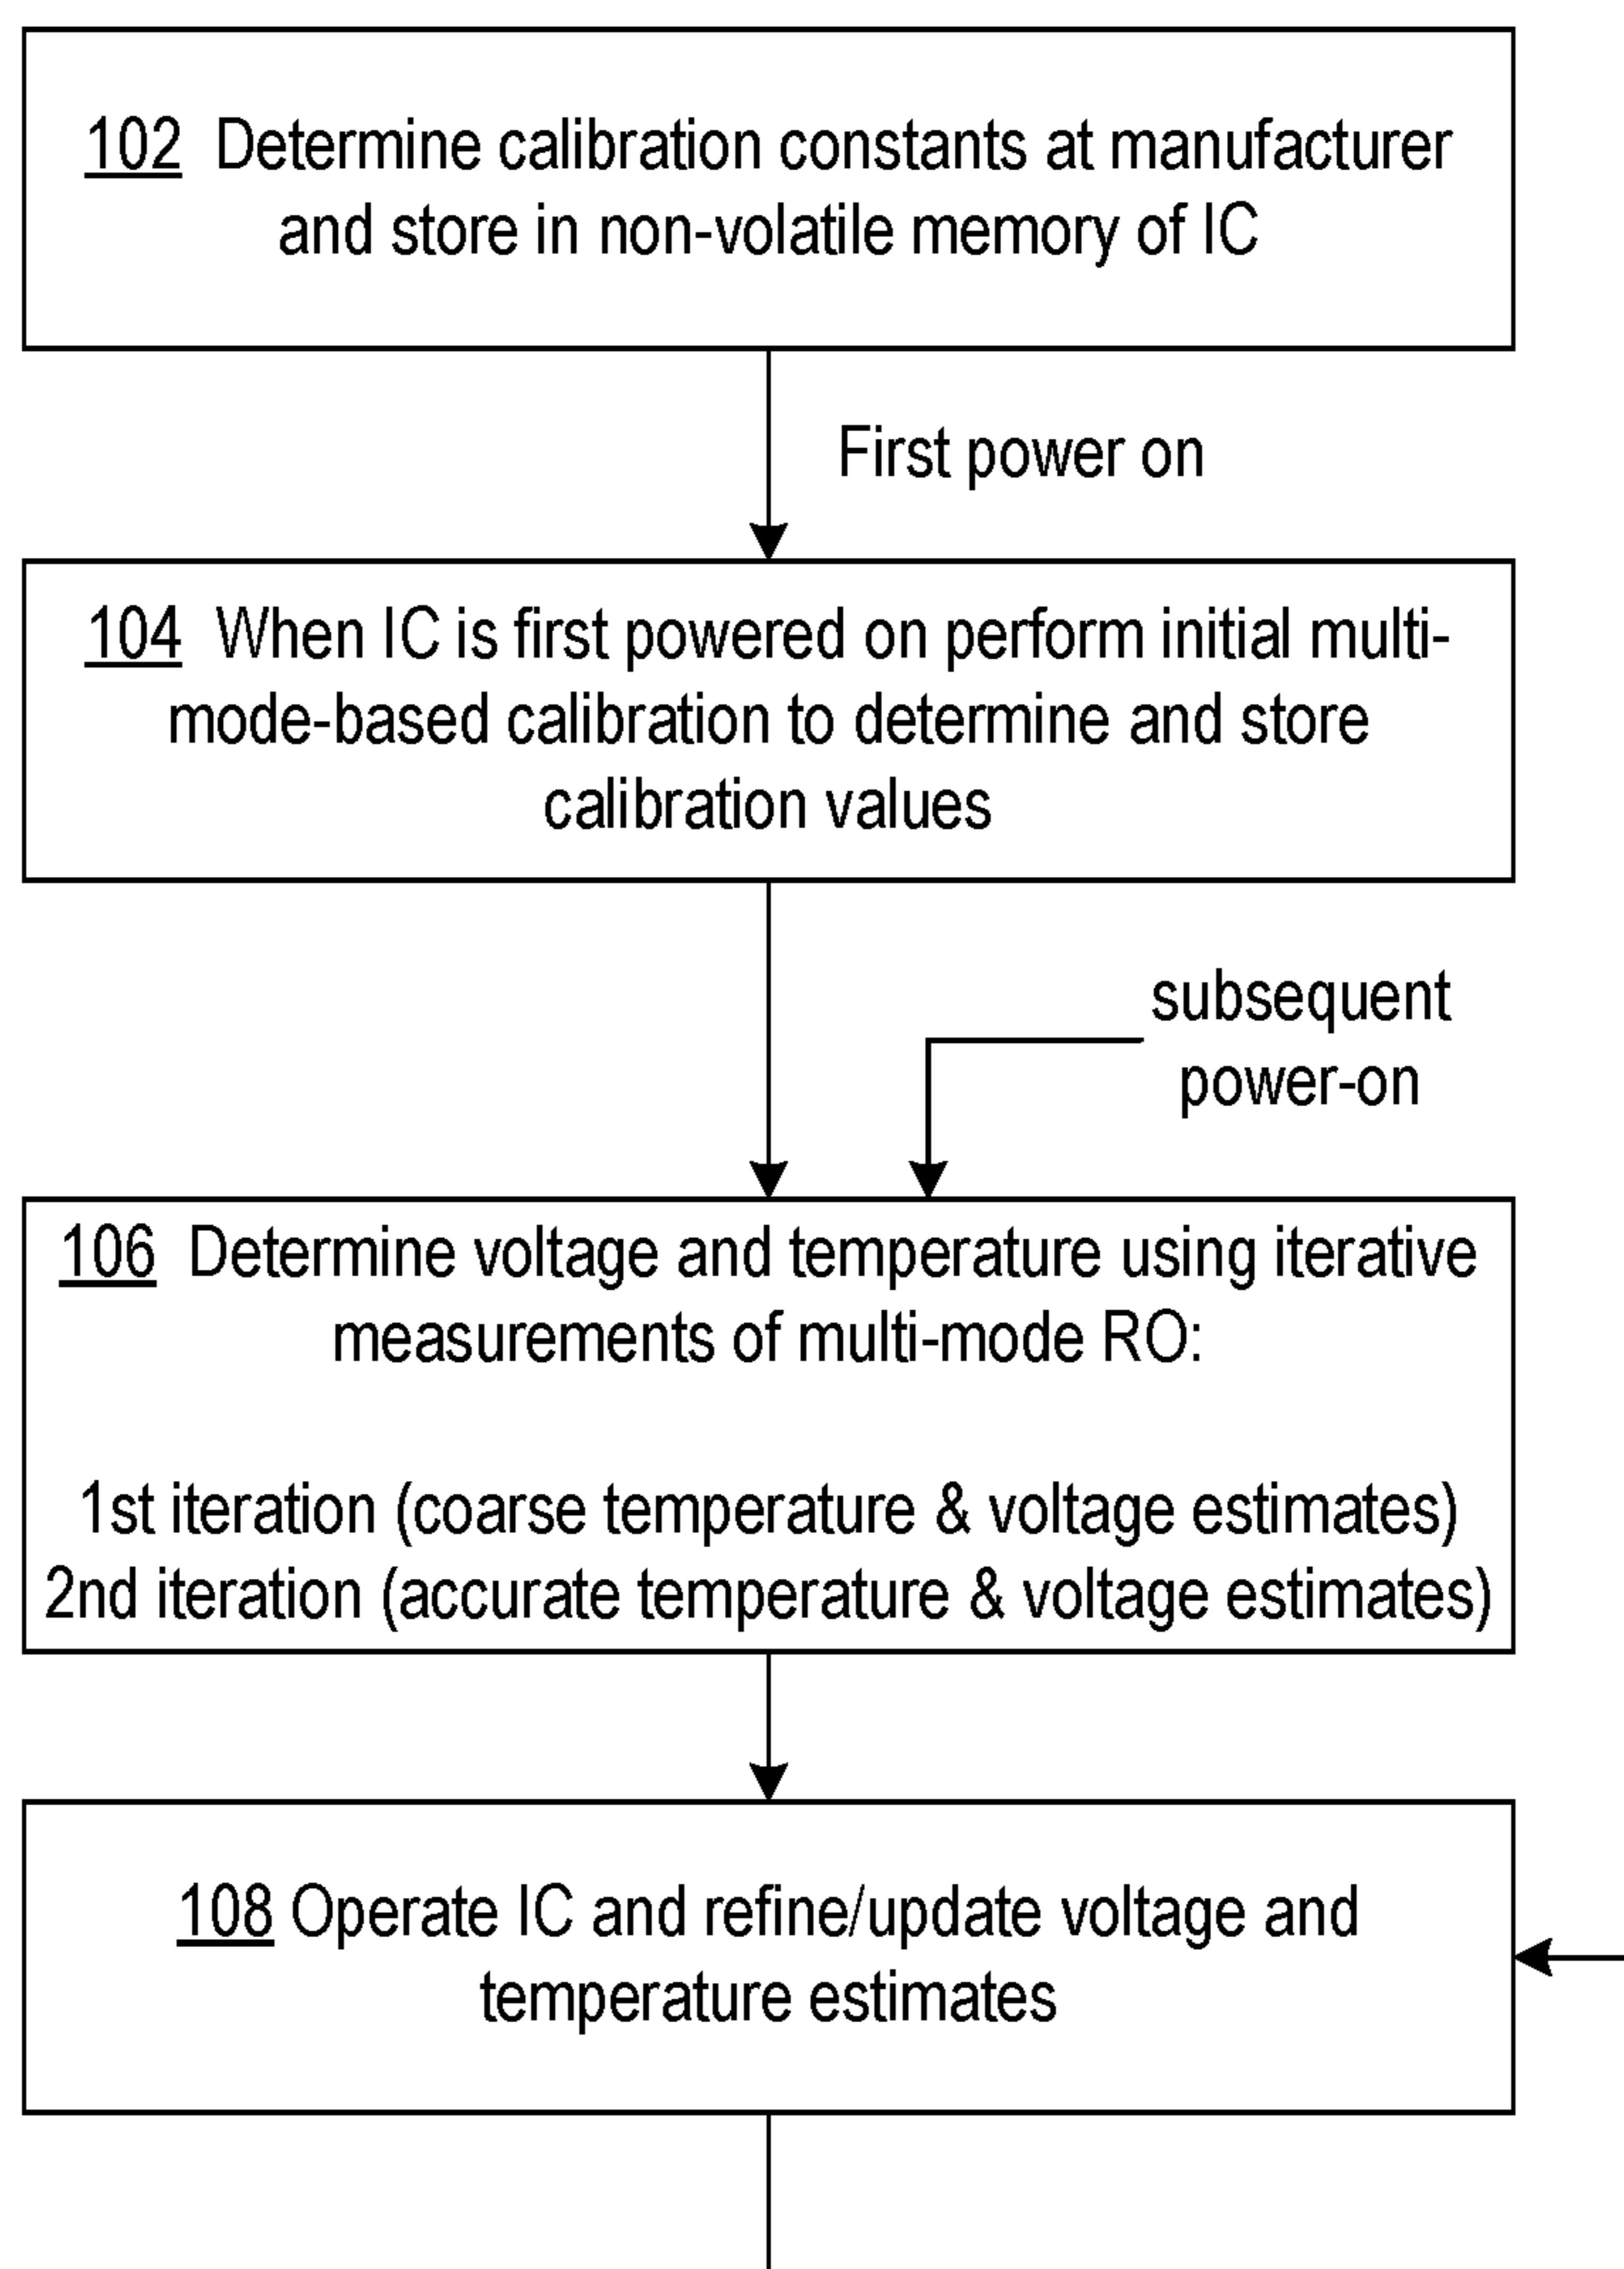 102 Determine calibration constants at manufacturer
and store in non-volatile memory of IC
First power on
104 When IC is first powered on perform initial multi-
mode-based calibration to determine and store
calibration values
subsequent
power-on
106 Determine voltage and temperature using iterative
measurements of multi-mode RO:
1st iteration (coarse temperature & voltage estimates)
2nd iteration (accurate temperature & voltage estimates)
108 Operate IC and refine/update voltage and
temperature estimates